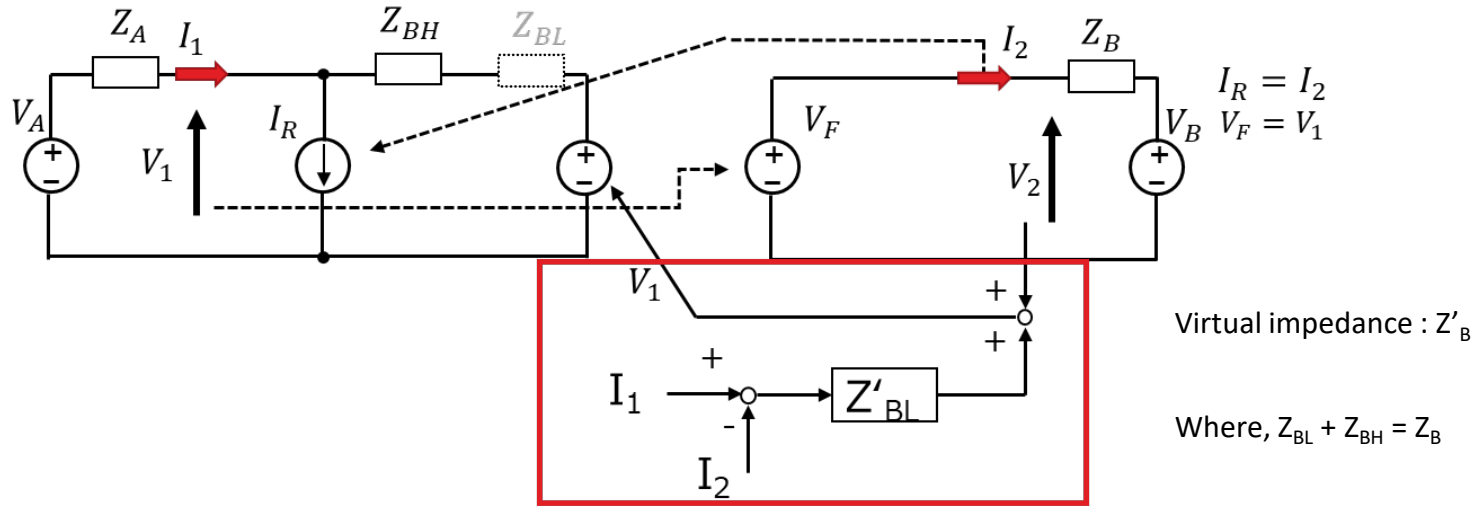 Z_A
I_1
Z_BH
Z_BL
I_2
Z_B
I_R = I_2
V_A
I_R
V_F
V_B
V_F = V_1
+
−
+
−
+
−
+
−
V_1
V_2
V_1
+
+
Virtual impedance : Z’_B
+
I_1
Z′_BL
-
Where, Z_BL + Z_BH = Z_B
I_2